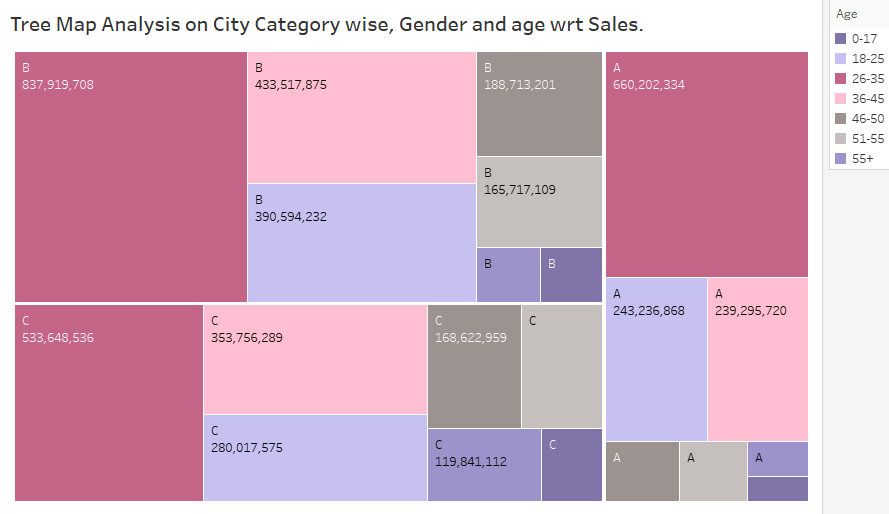 Tree Map Analysis on City Category wise, Gender and age wrt Sales.
B
837,919,708
B
433,517,875
B
390,594,232
B
188,713,201
B
165,717,109
B
B
A
660,202,334
A
243,236,868
A
239,295,720
A
A
A
C
533,648,536
C
353,756,289
C
280,017,575
C
168,622,959
C
C
119,841,112
C
Age
0-17
18-25
26-35
36-45
46-50
51-55
55+